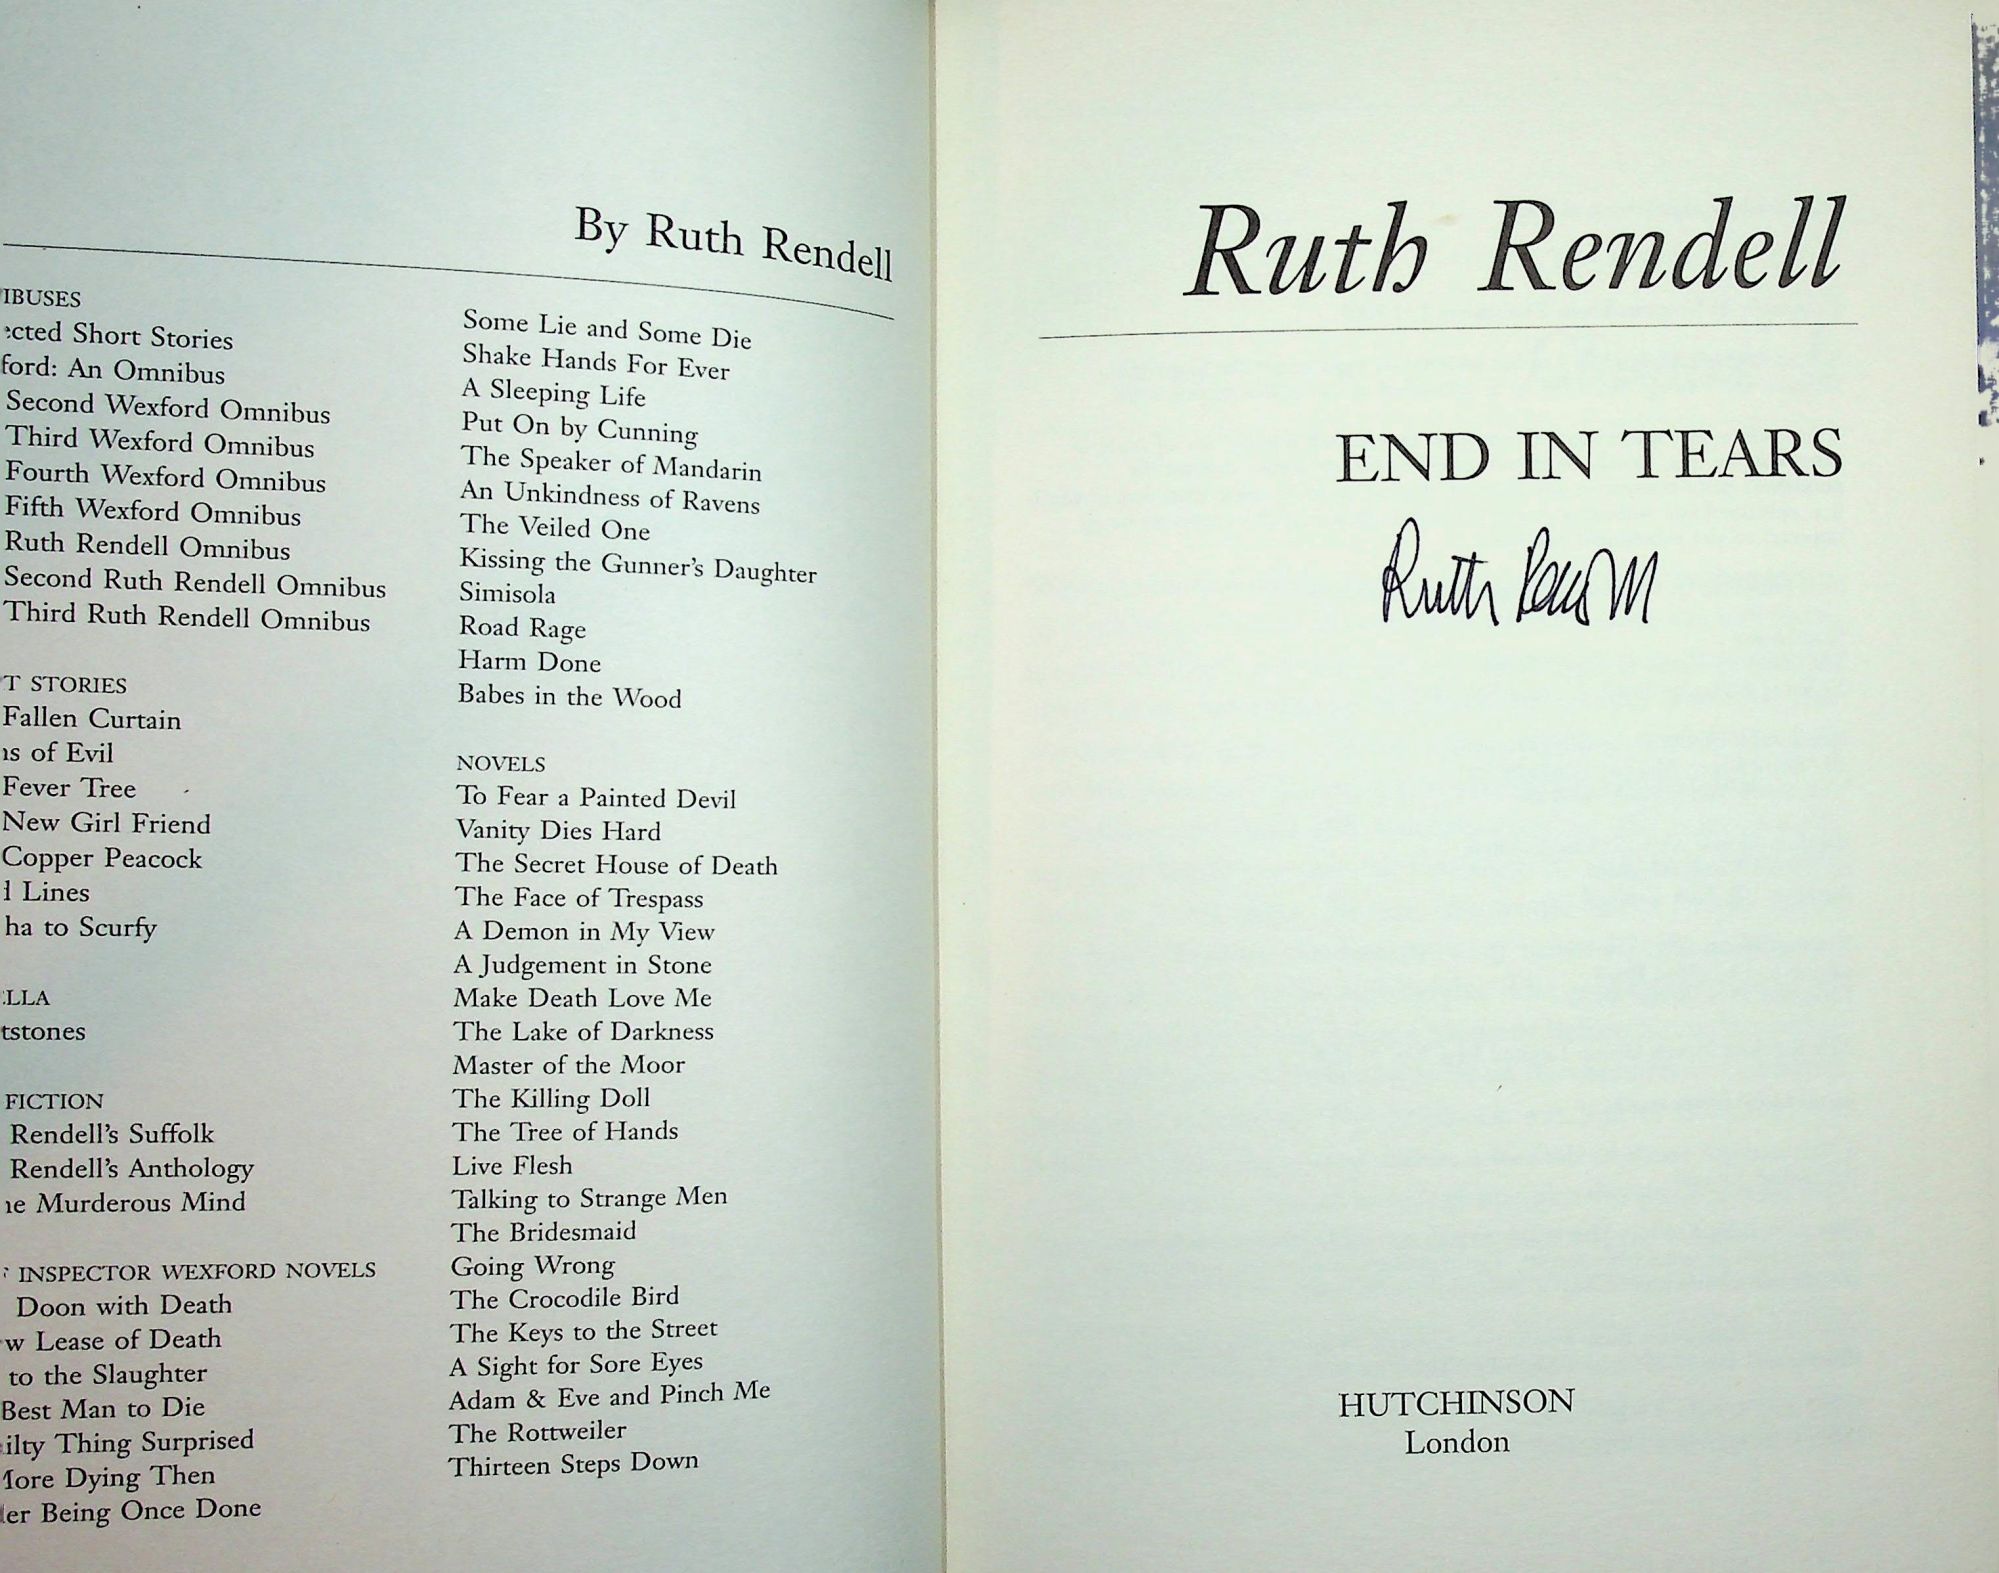 By Ruth Rendell
IBUSES
ected Short Stories
ford: An Omnibus
Second Wexford Omnibus
Third Wexford Omnibus
Fourth Wexford Omnibus
Fifth Wexford Omnibus
Ruth Rendell Omnibus
Second Ruth Rendell Omnibus
Third Ruth Rendell Omnibus
T STORIES
Fallen Curtain
ns of Evil
Fever Tree
New Girl Friend
Copper Peacock
d Lines
ha to Scurfy
ELLA
tstones
FICTION
Rendell's Suffolk
Rendell's Anthology
ne Murderous Mind
F INSPECTOR WEXFORD NOVELS
Doon with Death
w Lease of Death
to the Slaughter
Best Man to Die
ilty Thing Surprised
More Dying Then
der Being Once Done
Some Lie and Some Die
Shake Hands For Ever
A Sleeping Life
Put On by Cunning
The Speaker of Mandarin
An Unkindness of Ravens
The Veiled One
Kissing the Gunner's Daughter
Simisola
Road Rage
Harm Done
Babes in the Wood
NOVELS
To Fear a Painted Devil
Vanity Dies Hard
The Secret House of Death
The Face of Trespass
A Demon in My View
A Judgement in Stone
Make Death Love Me
The Lake of Darkness
Master of the Moor
The Killing Doll
The Tree of Hands
Live Flesh
Talking to Strange Men
The Bridesmaid
Going Wrong
The Crocodile Bird
The Keys to the Street
A Sight for Sore Eyes
Adam & Eve and Pinch Me
The Rottweiler
Thirteen Steps Down
Ruth Rendell
END IN TEARS
Ruth Rendell
HUTCHINSON
London